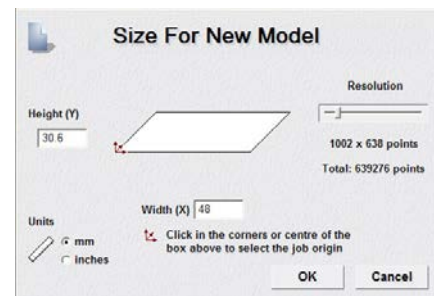 Size For New Model
Resolution
Height (Y)
30.6
1002 x 638 points
Total: 639276 points
Width (X) 48
Units
mm
inches
Click in the corners or centre of the
box above to select the job origin
OK
Cancel